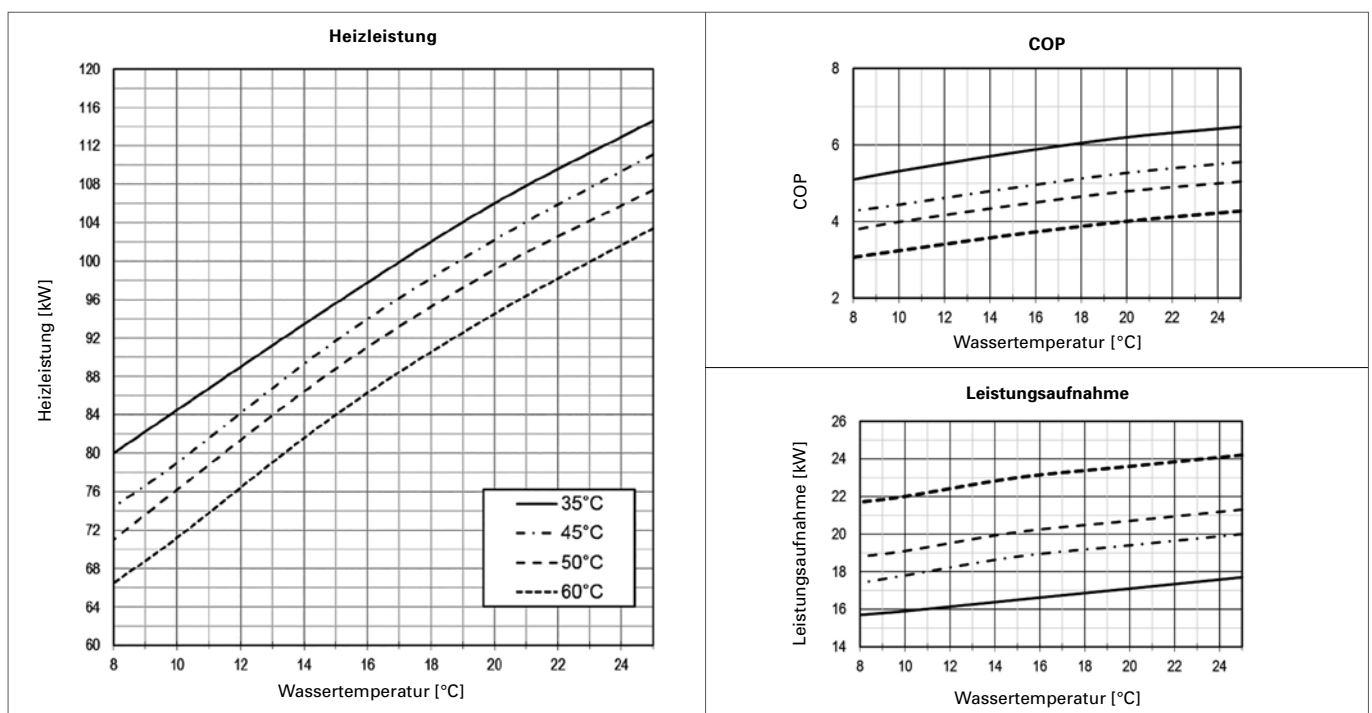 Heizleistung
Heizleistung [kW]
120
116
112
108
104
100
96
92
88
84
80
76
72
68
64
60
35°C
45°C
50°C
60°C
8 10 12 14 16 18 20 22 24
Wassertemperatur [°C]
COP
COP
8
6
4
2
8 10 12 14 16 18 20 22 24
Wassertemperatur [°C]
Leistungsaufnahme
Leistungsaufnahme [kW]
26
24
22
20
18
16
14
8 10 12 14 16 18 20 22 24
Wassertemperatur [°C]